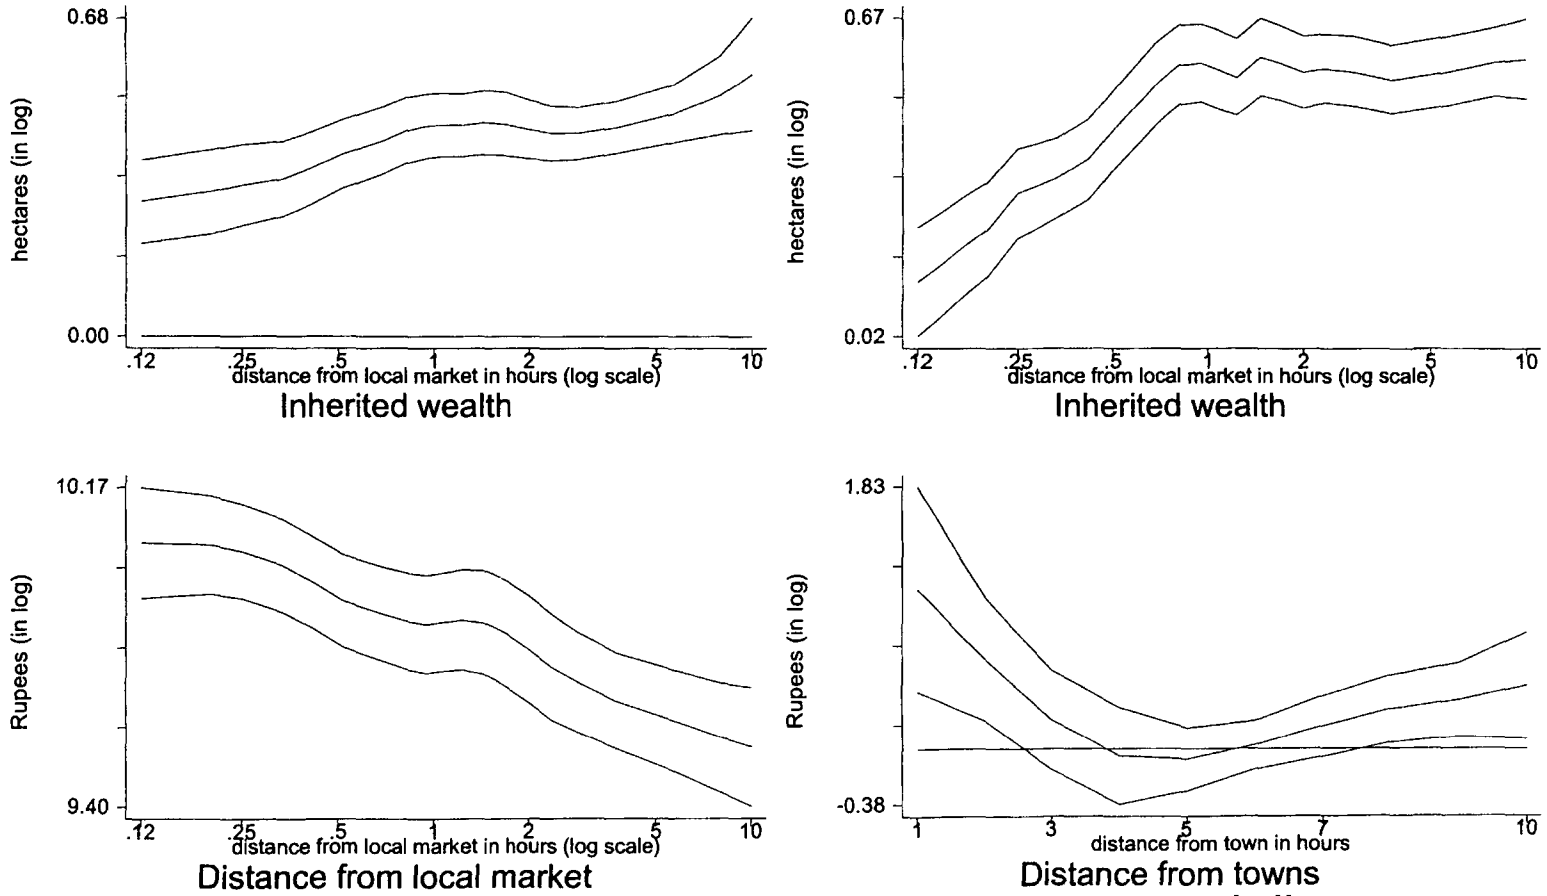 0.68
hectares (in log)
0.00
.12 .25 .5 1 2 5 10
distance from local market in hours (log scale)
Inherited wealth
0.67
hectares (in log)
0.02
.12 .25 .5 1 2 5 10
distance from local market in hours (log scale)
Inherited wealth
10.17
Rupees (in log)
9.40
.12 .25 .5 1 2 5 10
distance from local market in hours (log scale)
Distance from local market
1.83
Rupees (in log)
-0.38
1 3 5 7 10
distance from town in hours
Distance from towns